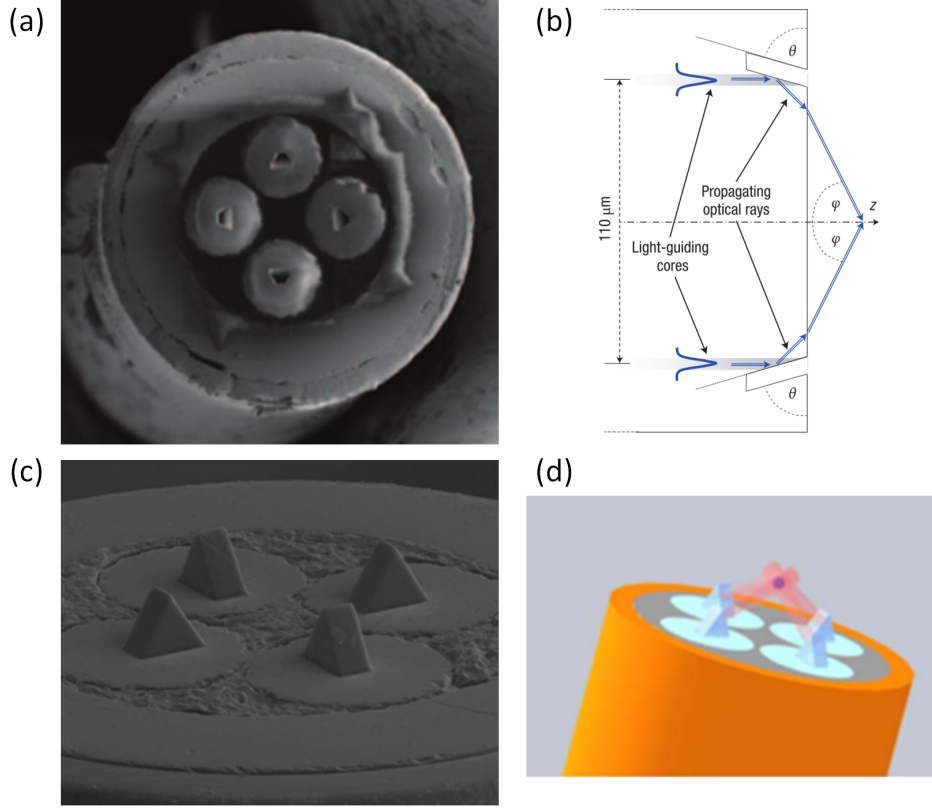 (a)
(b)
θ
110 μm
Propagating
optical rays
φ
z
φ
Light-guiding
cores
θ
(c)
(d)